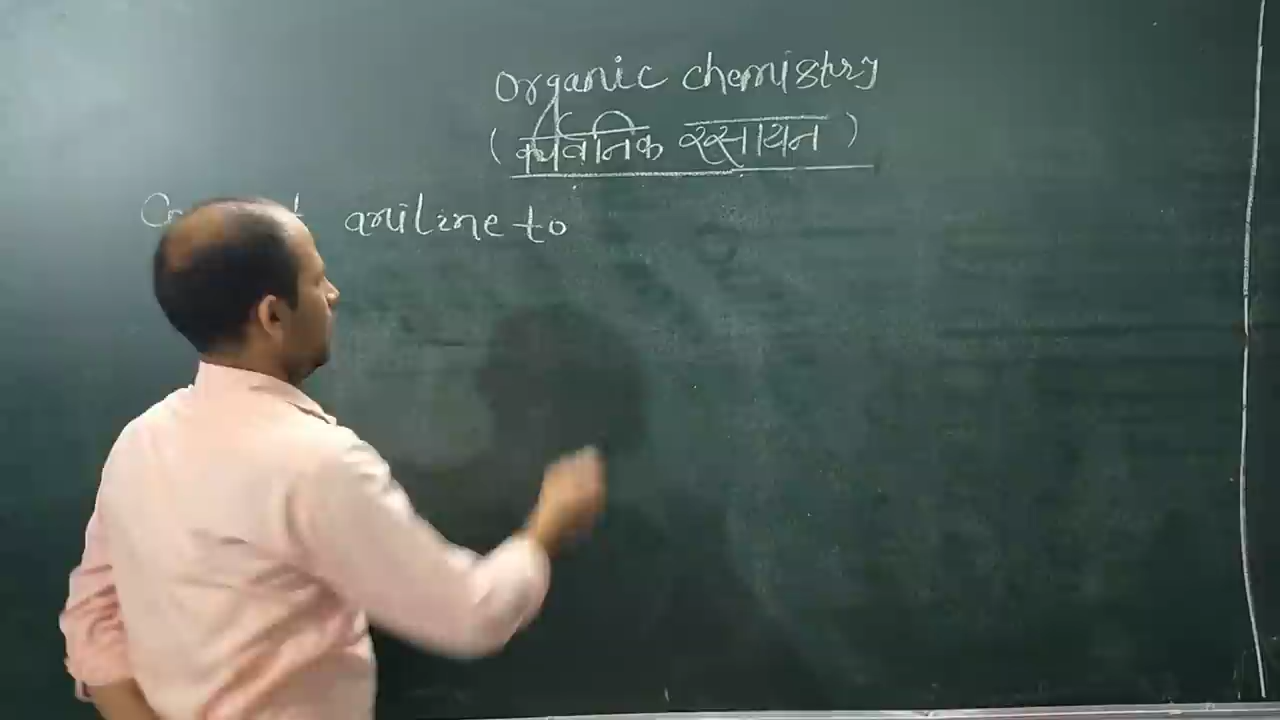 Organic chemistry
(कार्बनिक रसायन)
aniline to